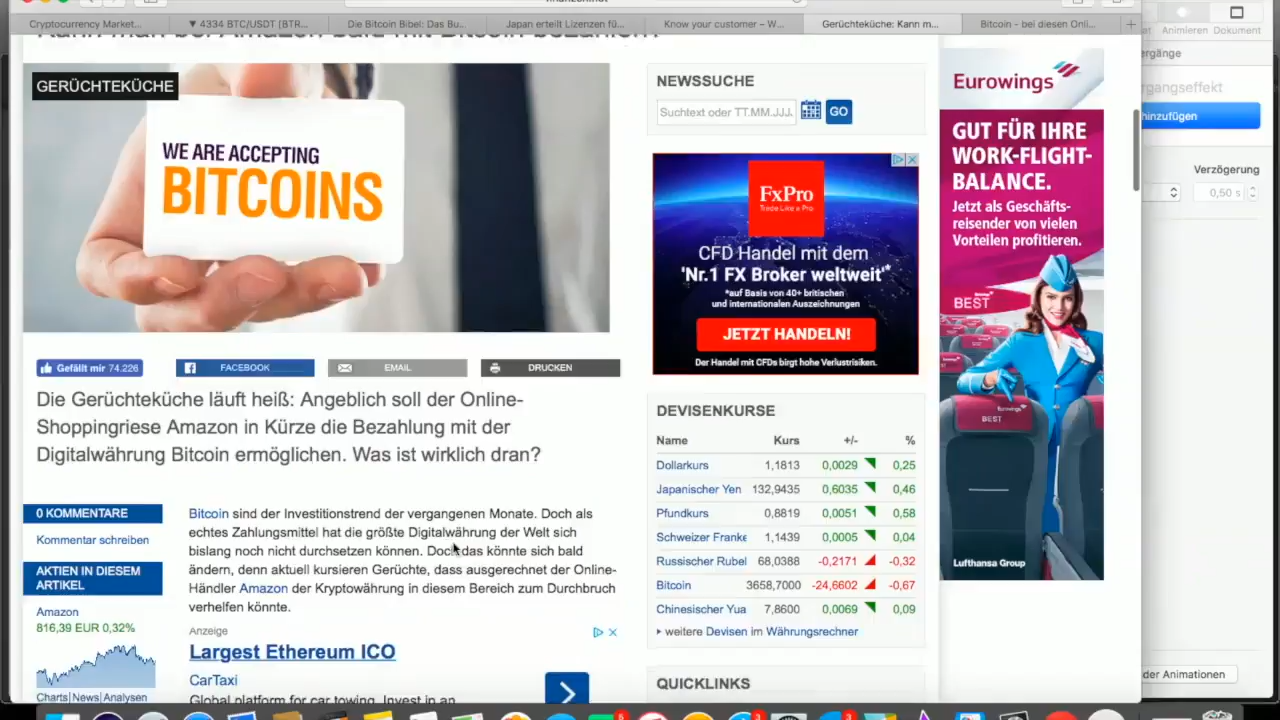 Cryptocurrency Market...
▼ 4334 BTC/USDT [BTR...
Die Bitcoin Bibel: Das Bu...
Japan erteilt Lizenzen fü...
Know your customer – W...
Gerüchteküche: Kann m...
Bitcoin - bei diesen Onli...
Animieren
Dokument
GERÜCHTEKÜCHE
WE ARE ACCEPTING
BITCOINS
Gefällt mir 74.226
FACEBOOK
EMAIL
DRUCKEN
Die Gerüchteküche läuft heiß: Angeblich soll der Online-
Shoppingriese Amazon in Kürze die Bezahlung mit der
Digitalwährung Bitcoin ermöglichen. Was ist wirklich dran?
0 KOMMENTARE
Kommentar schreiben
AKTIEN IN DIESEM
ARTIKEL
Amazon
816,39 EUR 0,32%
Charts|News|Analysen
Bitcoin sind der Investitionstrend der vergangenen Monate. Doch als
echtes Zahlungsmittel hat die größte Digitalwährung der Welt sich
bislang noch nicht durchsetzen können. Doch das könnte sich bald
ändern, denn aktuell kursieren Gerüchte, dass ausgerechnet der Online-
Händler Amazon der Kryptowährung in diesem Bereich zum Durchbruch
verhelfen könnte.
Anzeige
Largest Ethereum ICO
CarTaxi
Global platform for car towing. Invest in an
NEWSSUCHE
Suchtext oder TT.MM.JJJ.
GO
FxPro
Trade Like a Pro
CFD Handel mit dem
'Nr.1 FX Broker weltweit'*
*auf Basis von 40+ britischen
und internationalen Auszeichnungen
JETZT HANDELN!
Der Handel mit CFDs birgt hohe Verlustrisiken.
DEVISENKURSE
Name Kurs +/- %
Dollarkurs 1,1813 0,0029 0,25
Japanischer Yen 132,9435 0,6035 0,46
Pfundkurs 0,8819 0,0051 0,58
Schweizer Franke 1,1439 0,0005 0,04
Russischer Rubel 68,0388 -0,2171 -0,32
Bitcoin 3658,7000 -24,6602 -0,67
Chinesischer Yua 7,8600 0,0069 0,09
weitere Devisen im Währungsrechner
QUICKLINKS
Eurowings
GUT FÜR IHRE
WORK-FLIGHT-
BALANCE.
Jetzt als Geschäfts-
reisender von vielen
Vorteilen profitieren.
BEST
Eurowings
BEST
Lufthansa Group
ergänge
rgangseffekt
hinzufügen
Verzögerung
0,50 s
der Animationen